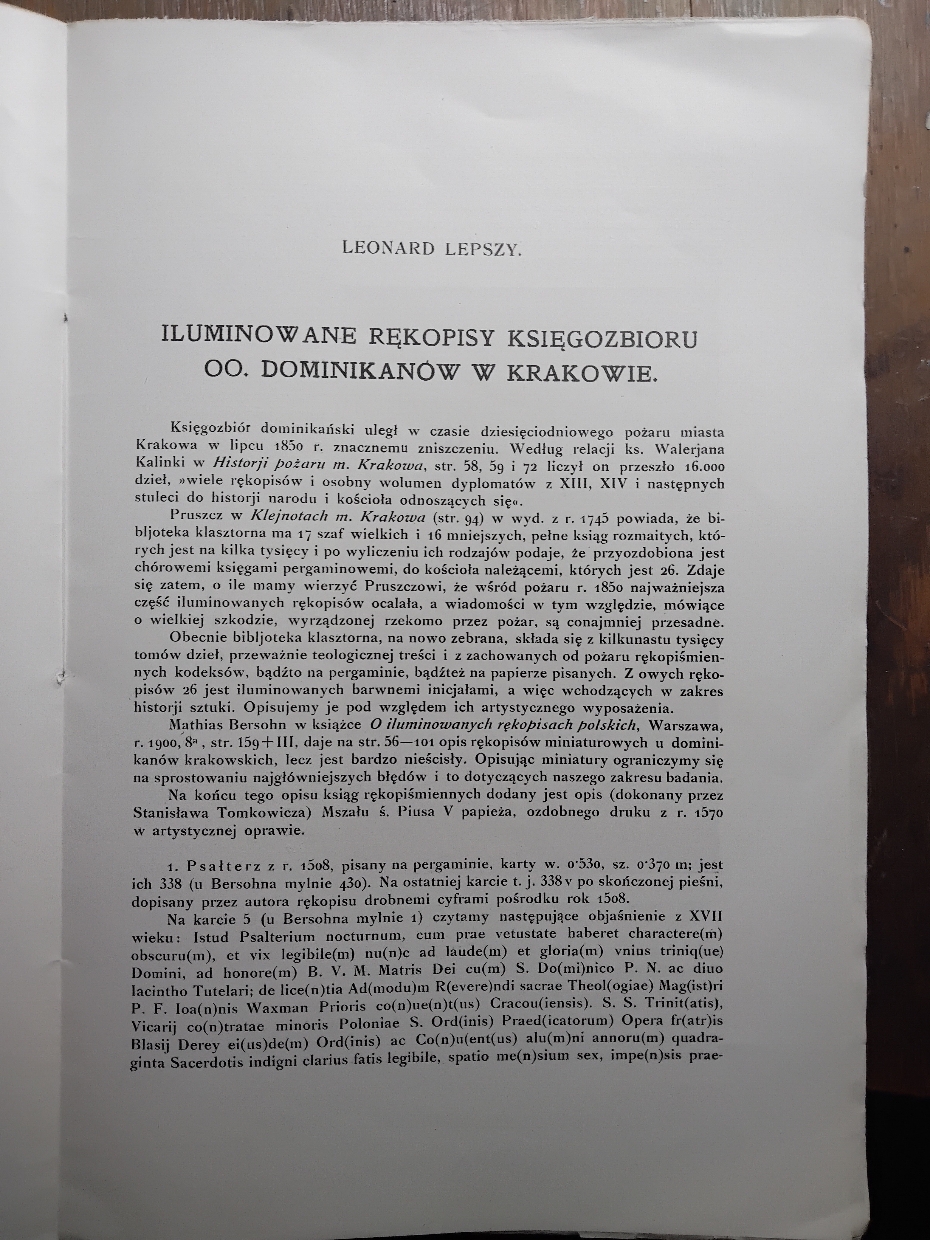 LEONARD LEPSZY.
ILUMINOWANE RĘKOPISY KSIĘGOZBIORU
OO. DOMINIKANÓW W KRAKOWIE.
Księgozbiór dominikański uległ w czasie dziesięciodniowego pożaru miasta
Krakowa w lipcu 1850 r. znacznemu zniszczeniu. Według relacji ks. Walerjana
Kalinki w Historji pożaru m. Krakowa, str. 58, 59 i 72 liczył on przeszło 16.000
dzieł, »wiele rękopisów i osobny wolumen dyplomatów z XIII, XIV i następnych
stuleci do historji narodu i kościoła odnoszących się«.
Pruszcz w Klejnotach m. Krakowa (str. 94) w wyd. z r. 1745 powiada, że bi-
bljoteka klasztorna ma 17 szaf wielkich i 16 mniejszych, pełne ksiąg rozmaitych, któ-
rych jest na kilka tysięcy i po wyliczeniu ich rodzajów podaje, że przyozdobiona jest
chórowemi księgami pergaminowemi, do kościoła należącemi, których jest 26. Zdaje
się zatem, o ile mamy wierzyć Pruszczowi, że wśród pożaru r. 1850 najważniejsza
część iluminowanych rękopisów ocalała, a wiadomości w tym względzie, mówiące
o wielkiej szkodzie, wyrządzonej rzekomo przez pożar, są conajmniej przesadne.
Obecnie bibljoteka klasztorna, na nowo zebrana, składa się z kilkunastu tysięcy
tomów dzieł, przeważnie teologicznej treści i z zachowanych od pożaru rękopiśmien-
nych kodeksów, bądźto na pergaminie, bądźteż na papierze pisanych. Z owych ręko-
pisów 26 jest iluminowanych barwnemi inicjałami, a więc wchodzących w zakres
historji sztuki. Opisujemy je pod względem ich artystycznego wyposażenia.
Mathias Bersohn w książce O iluminowanych rękopisach polskich, Warszawa,
r. 1900, 8º, str. 159+III, daje na str. 56—101 opis rękopisów miniaturowych u domini-
kanów krakowskich, lecz jest bardzo nieścisły. Opisując miniatury ograniczymy się
na sprostowaniu najgłówniejszych błędów i to dotyczących naszego zakresu badania.
Na końcu tego opisu ksiąg rękopiśmiennych dodany jest opis (dokonany przez
Stanisława Tomkowicza) Mszału ś. Piusa V papieża, ozdobnego druku z r. 1570
w artystycznej oprawie.
1. Psałterz z r. 1508, pisany na pergaminie, karty w. 0·530, sz. 0·370 m; jest
ich 338 (u Bersohna mylnie 430). Na ostatniej karcie t. j. 338 v po skończonej pieśni,
dopisany przez autora rękopisu drobnemi cyframi pośrodku rok 1508.
Na karcie 5 (u Bersohna mylnie 1) czytamy następujące objaśnienie z XVII
wieku: Istud Psalterium nocturnum, cum prae vetustate haberet charactere(m)
obscuru(m), et vix legibile(m) nu(n)c ad laude(m) et gloria(m) vnius triniq(ue)
Domini, ad honore(m) B. V. M. Matris Dei cu(m) S. Do(mi)nico P. N. ac diuo
Iacintho Tutelari; de lice(n)tia Ad(modu)m R(evere)ndi sacrae Theol(ogiae) Mag(ist)ri
P. F. Ioa(n)nis Waxman Prioris co(n)ue(n)t(us) Cracou(iensis). S. S. Trinit(atis),
Vicarij co(n)tratae minoris Poloniae S. Ord(inis) Praed(icatorum) Opera fr(atr)is
Blasij Derey ei(us)de(m) Ord(inis) ac Co(n)u(ent(us) alu(m)ni annoru(m) quadra-
ginta Sacerdotis indigni clarius fatis legibile, spatio me(n)sium sex, impe(n)sis prae-